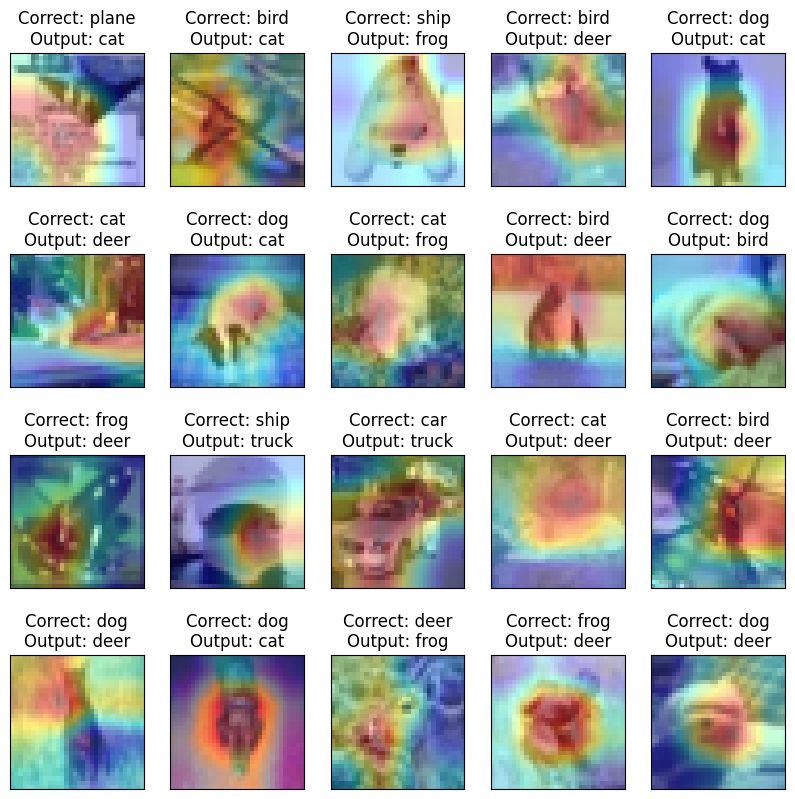 Correct: plane
Output: cat
Correct: bird
Output: cat
Correct: ship
Output: frog
Correct: bird
Output: deer
Correct: dog
Output: cat
Correct: cat
Output: deer
Correct: dog
Output: cat
Correct: cat
Output: frog
Correct: bird
Output: deer
Correct: dog
Output: bird
Correct: frog
Output: deer
Correct: ship
Output: truck
Correct: car
Output: truck
Correct: cat
Output: deer
Correct: bird
Output: deer
Correct: dog
Output: deer
Correct: dog
Output: cat
Correct: deer
Output: frog
Correct: frog
Output: deer
Correct: dog
Output: deer